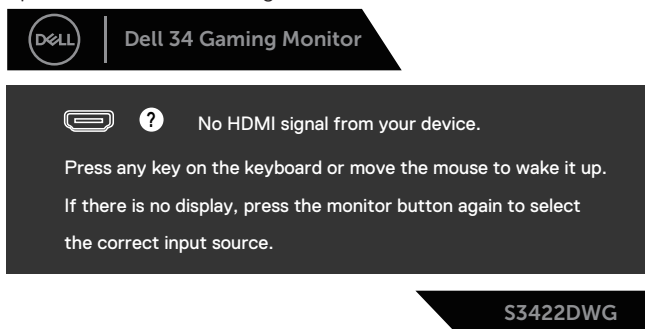 DELL
Dell 34 Gaming Monitor
?
No HDMI signal from your device.
Press any key on the keyboard or move the mouse to wake it up.
If there is no display, press the monitor button again to select
the correct input source.
S3422DWG